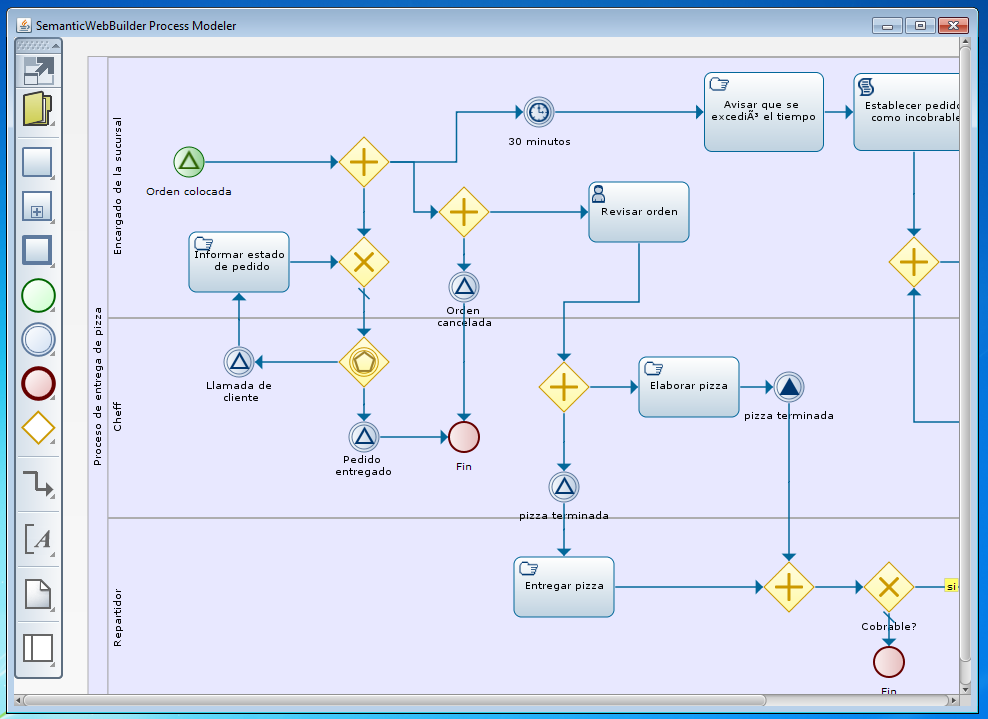 SemanticWebBuilder Process Modeler
Proceso de entrega de pizza
Encargado de la sucursal
Orden colocada
30 minutos
Avisar que se
excediÃ³ el tiempo
Establecer pedido
como incobrable
Revisar orden
Informar estado
de pedido
Orden
cancelada
Cheff
Llamada de
cliente
Elaborar pizza
pizza terminada
Pedido
entregado
Fin
pizza terminada
Repartidor
Entregar pizza
si
Cobrable?
Fin
A